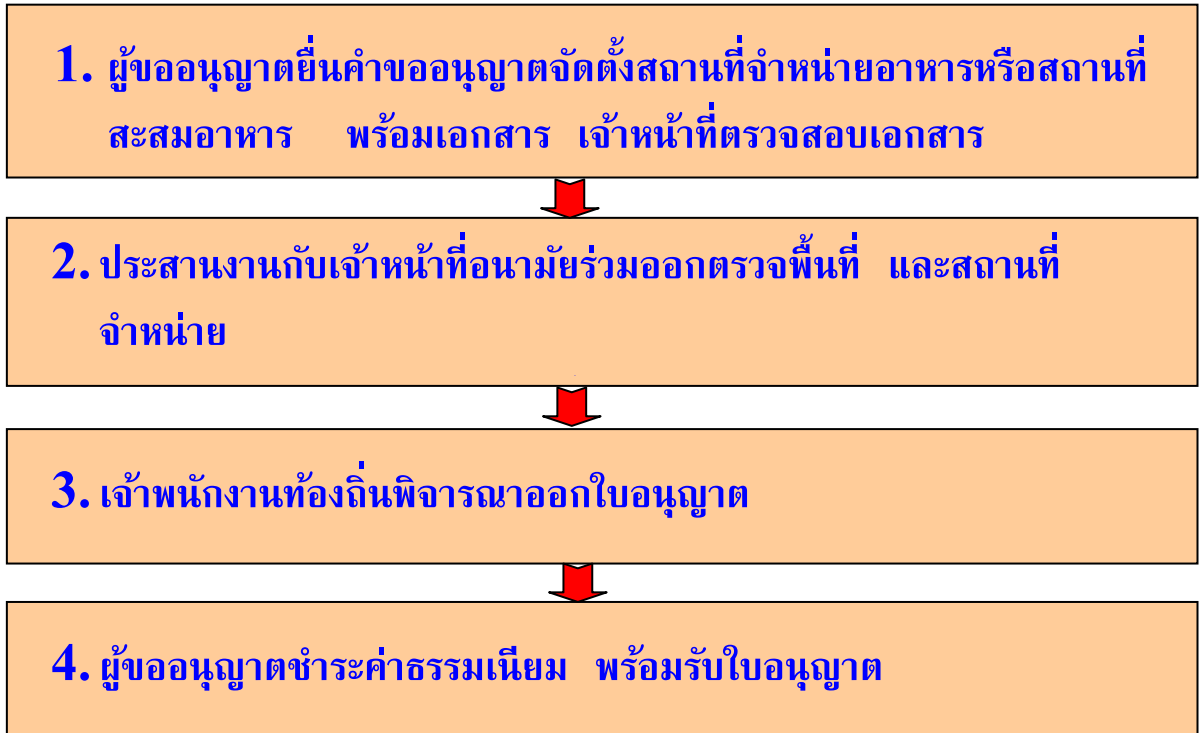 1. ผู้ขออนุญาตยื่นคำขออนุญาตจัดตั้งสถานที่จำหน่ายอาหารหรือสถานที่
สะสมอาหาร พร้อมเอกสาร เจ้าหน้าที่ตรวจสอบเอกสาร
2. ประสานงานกับเจ้าหน้าที่อนามัยร่วมออกตรวจพื้นที่ และสถานที่
จำหน่าย
3. เจ้าพนักงานท้องถิ่นพิจารณาออกใบอนุญาต
4. ผู้ขออนุญาตชำระค่าธรรมเนียม พร้อมรับใบอนุญาต